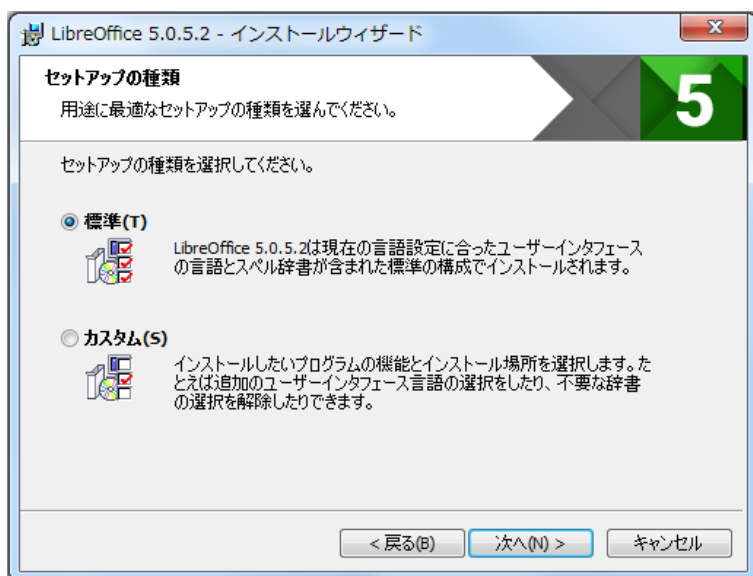 LibreOffice 5.0.5.2 - インストールウィザード
セットアップの種類
用途に最適なセットアップの種類を選んでください。
5
セットアップの種類を選択してください。
標準(T)
LibreOffice 5.0.5.2は現在の言語設定に合ったユーザーインタフェース
の言語とスペル辞書が含まれた標準の構成でインストールされます。
カスタム(S)
インストールしたいプログラムの機能とインストール場所を選択します。た
とえば追加のユーザーインタフェース言語の選択をしたり、不要な辞書
の選択を解除したりできます。
< 戻る(B) 次へ(N) > キャンセル